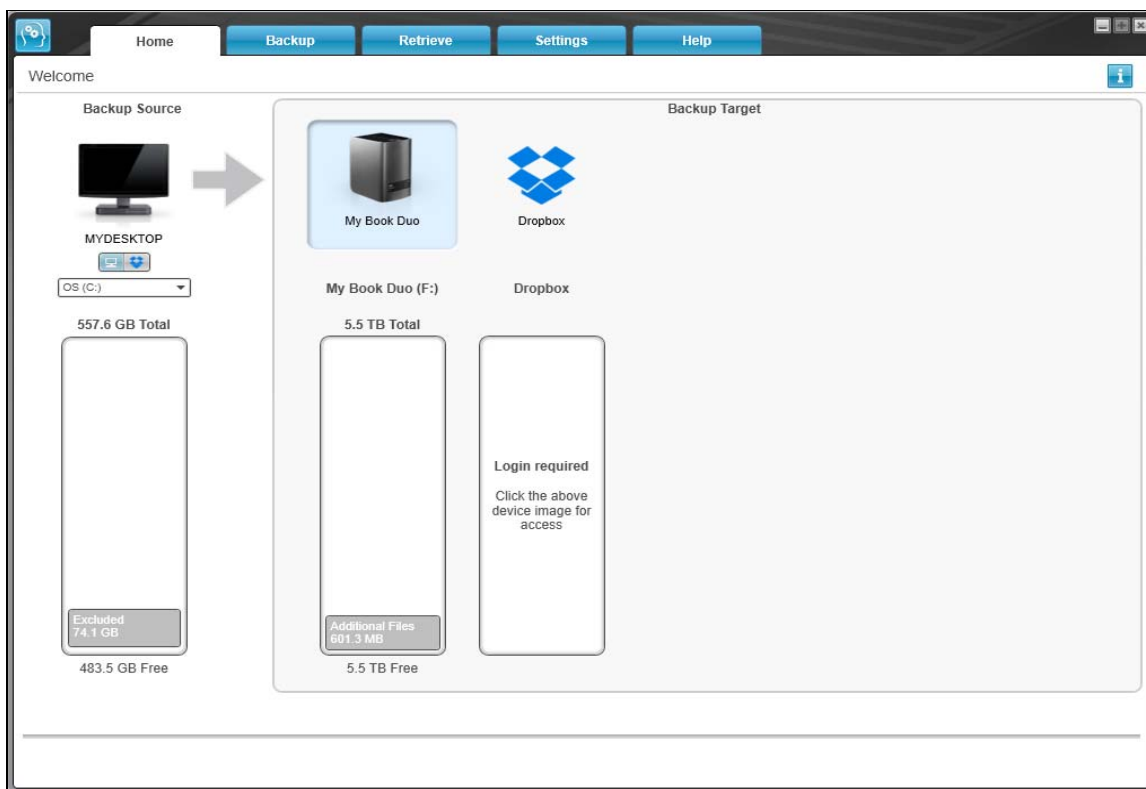 Home
Backup
Retrieve
Settings
Help
Welcome
i
Backup Source
Backup Target
MYDESKTOP
My Book Duo
Dropbox
OS (C:)
My Book Duo (F:)
Dropbox
557.6 GB Total
5.5 TB Total
Login required
Click the above
device image for
access
Excluded
74.1 GB
Additional Files
601.3 MB
483.5 GB Free
5.5 TB Free